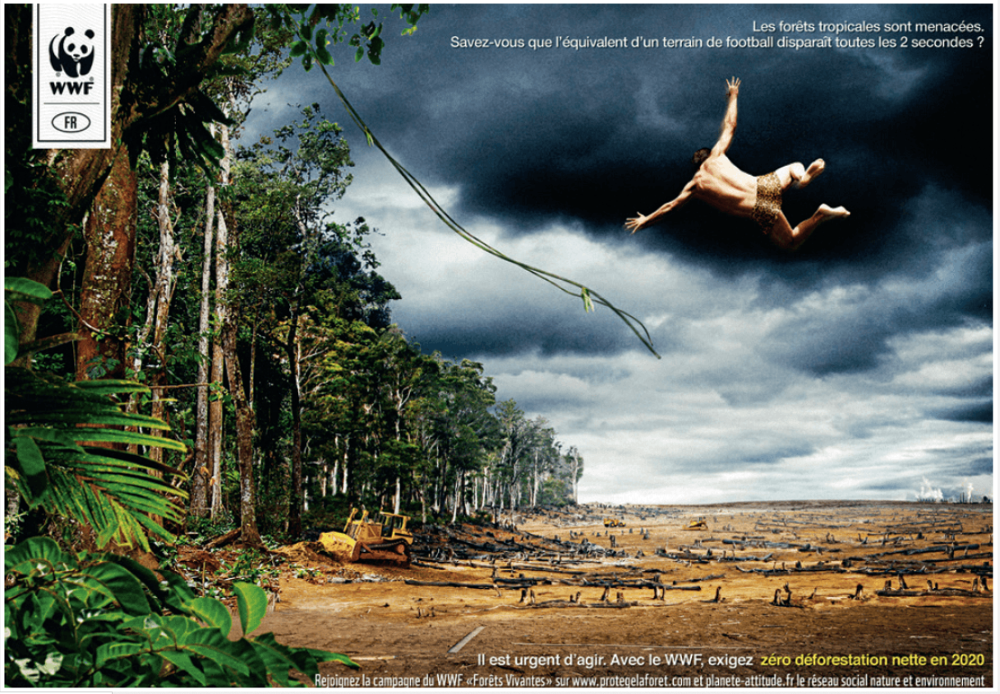 WWF
FR
Les forêts tropicales sont menacées.
Savez-vous que l'équivalent d'un terrain de football disparaît toutes les 2 secondes ?
Il est urgent d'agir. Avec le WWF, exigez zéro déforestation nette en 2020
Rejoignez la campagne du WWF «Forêts Vivantes» sur www.protegelaforet.com et planete-attitude.fr le réseau social nature et environnement